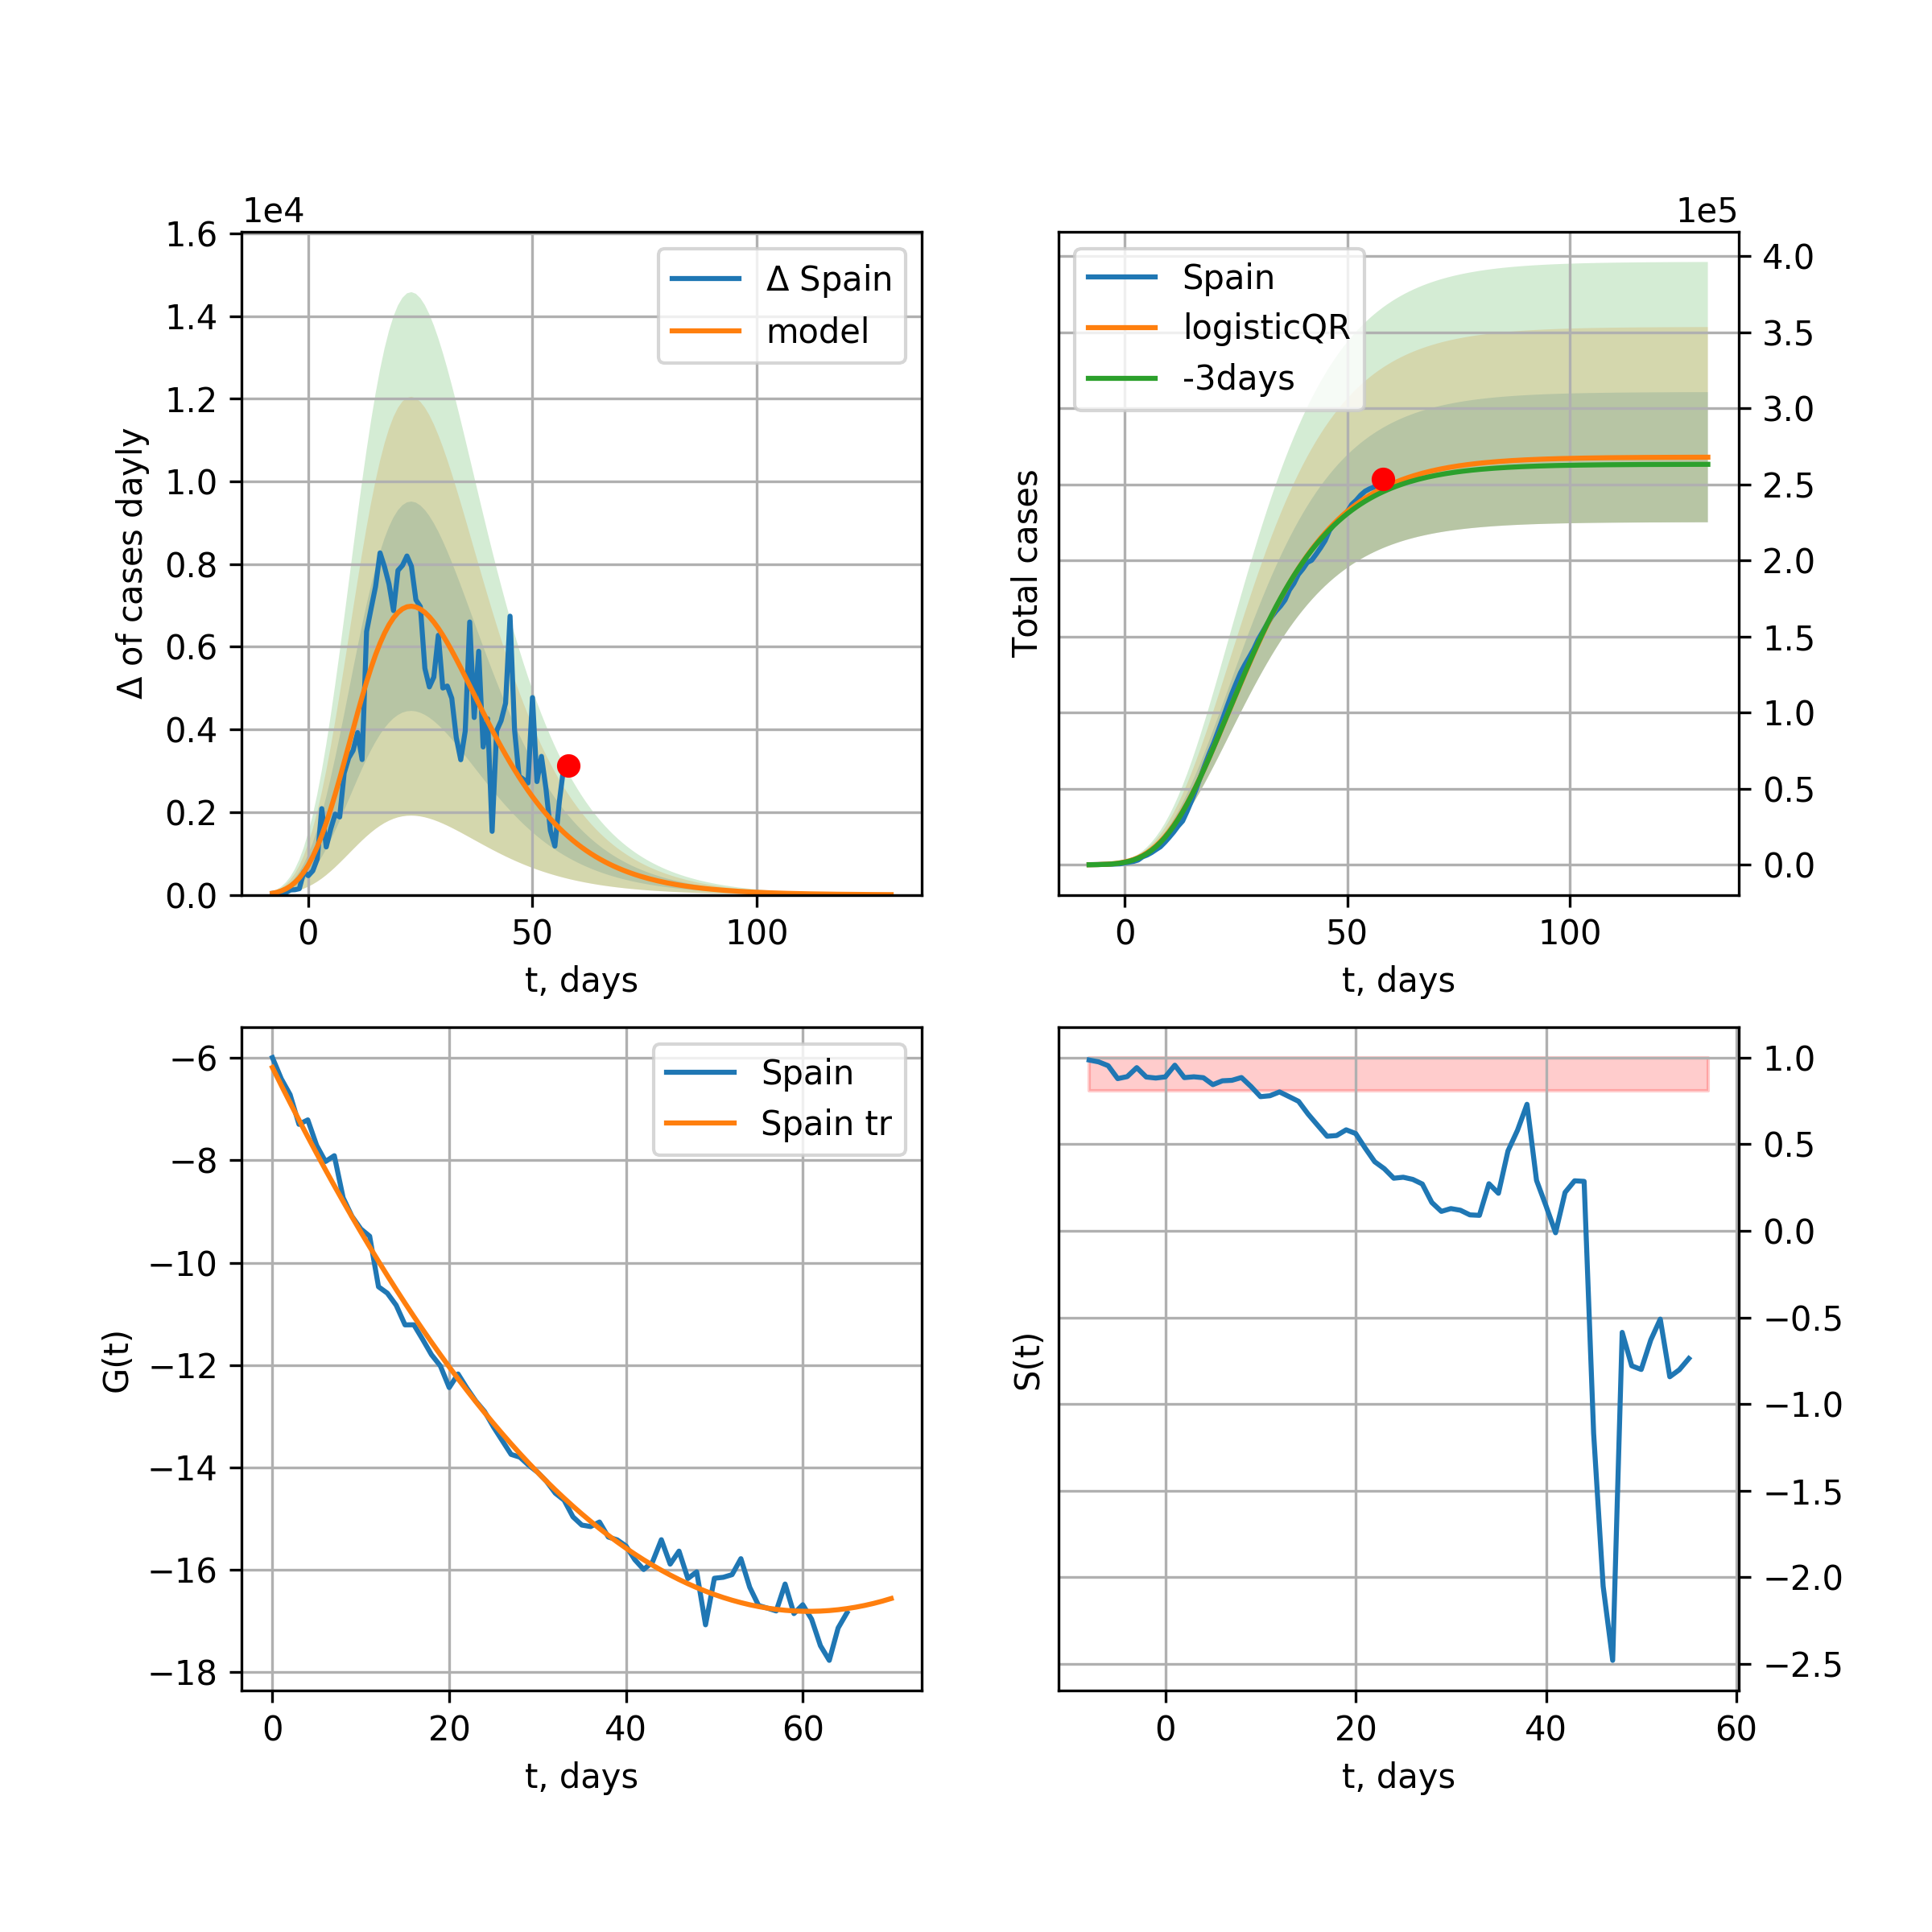 1e4
1.6
1.4
1.2
1.0
0.8
0.6
0.4
0.2
0.0
Δ of cases dayly
Δ Spain
model
0 50 100
t, days
1e5
4.0
3.5
3.0
2.5
2.0
1.5
1.0
0.5
0.0
Total cases
Spain
logisticQR
-3days
0 50 100
t, days
−6
−8
−10
−12
−14
−16
−18
G(t)
Spain
Spain tr
0 20 40 60
t, days
1.0
0.5
0.0
−0.5
−1.0
−1.5
−2.0
−2.5
S(t)
0 20 40 60
t, days